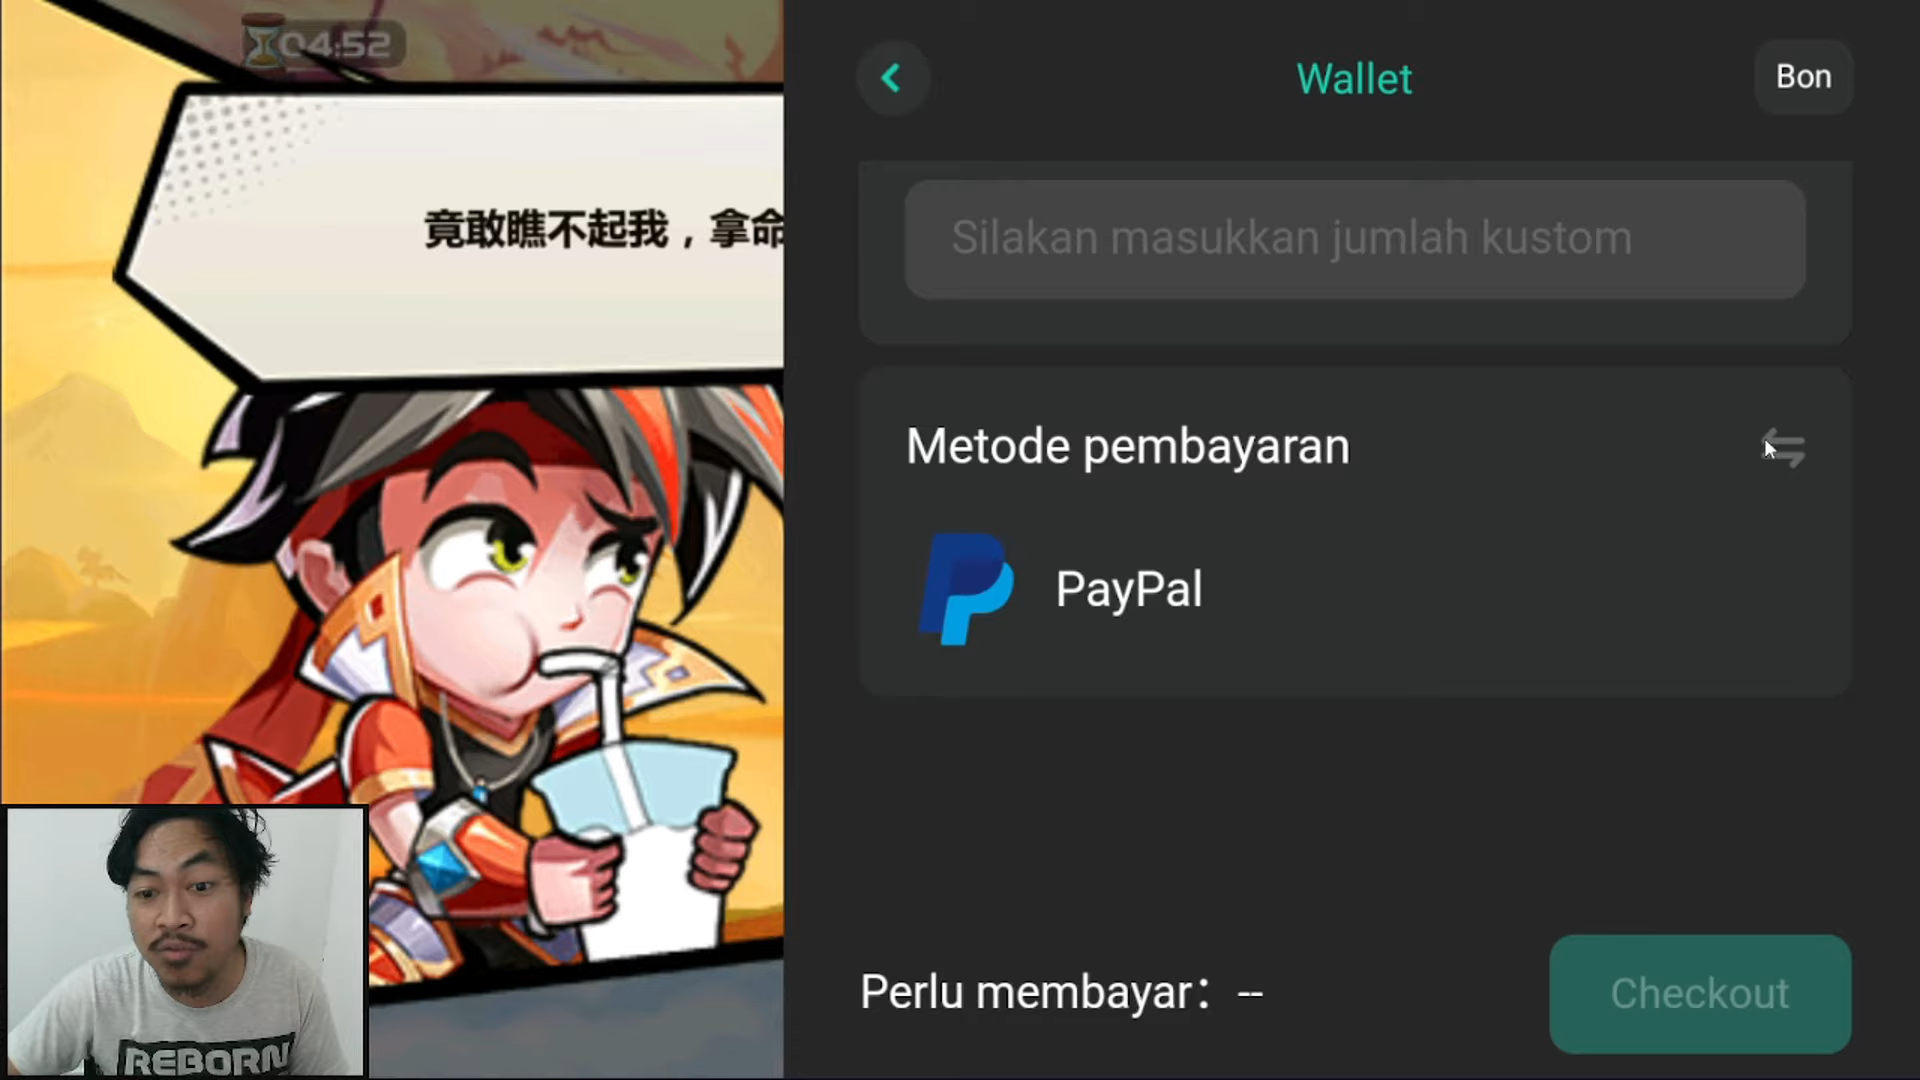 04:52
竟敢瞧不起我，拿命
Wallet
Bon
Silakan masukkan jumlah kustom
Metode pembayaran
PayPal
Perlu membayar： --
Checkout
REBORN